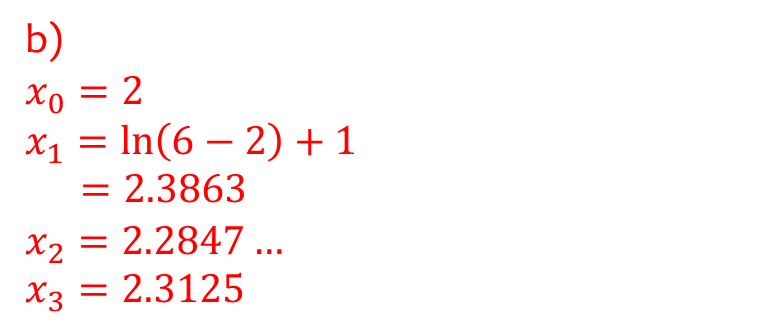 b)
x₀ = 2
x₁ = ln(6 − 2) + 1
= 2.3863
x₂ = 2.2847 ...
x₃ = 2.3125